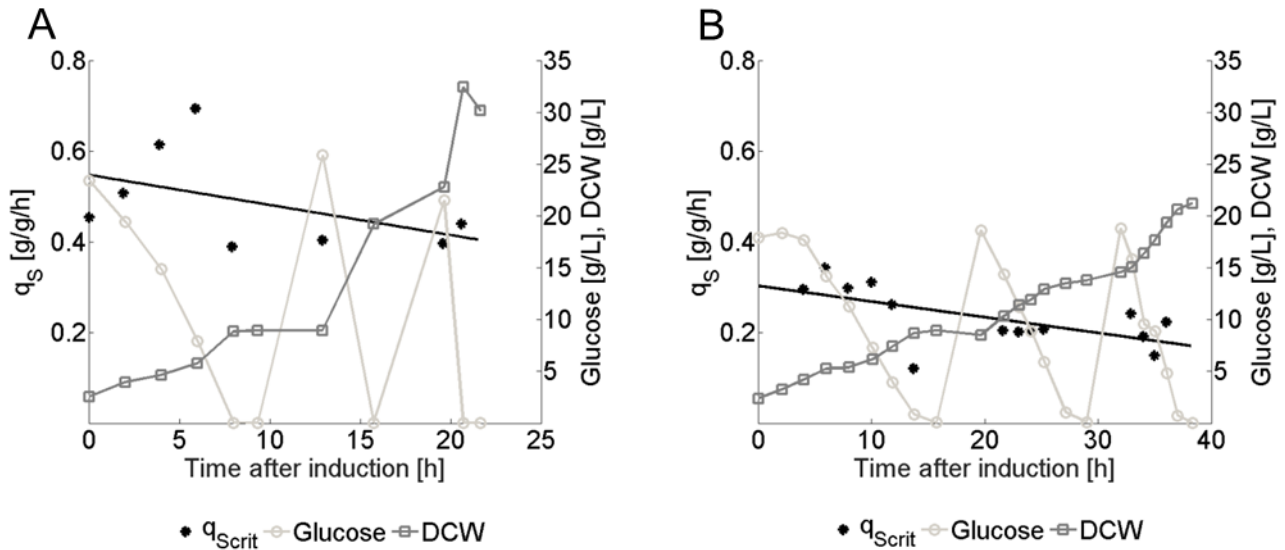 A
0.8
0.6
0.4
0.2
q_S [g/g/h]
35
30
25
20
15
10
5
Glucose [g/L], DCW [g/L]
0 5 10 15 20 25
Time after induction [h]
q_Scrit Glucose DCW
B
0.8
0.6
0.4
0.2
q_S [g/g/h]
35
30
25
20
15
10
5
Glucose [g/L], DCW [g/L]
0 10 20 30 40
Time after induction [h]
q_Scrit Glucose DCW